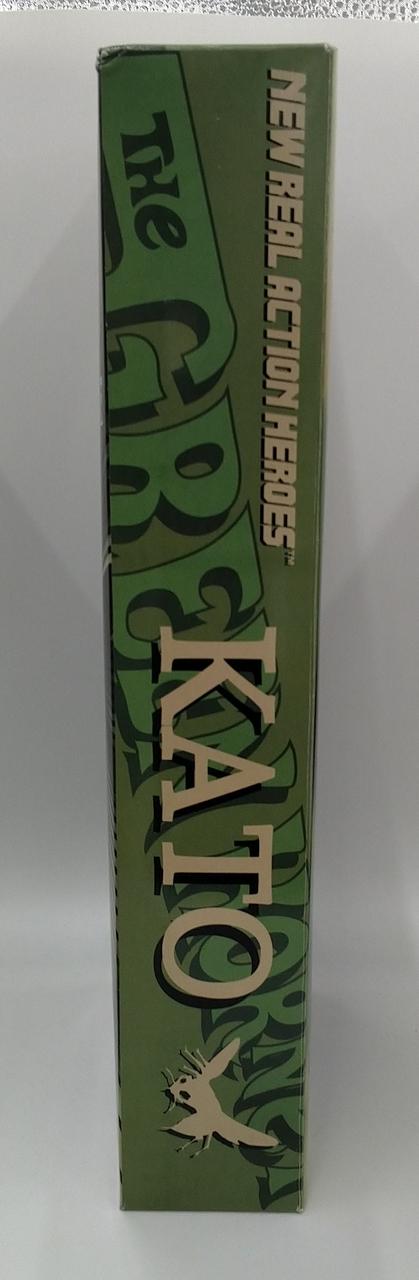 NEW REAL ACTION HEROES™
THE
GREEN HORNET
KATO